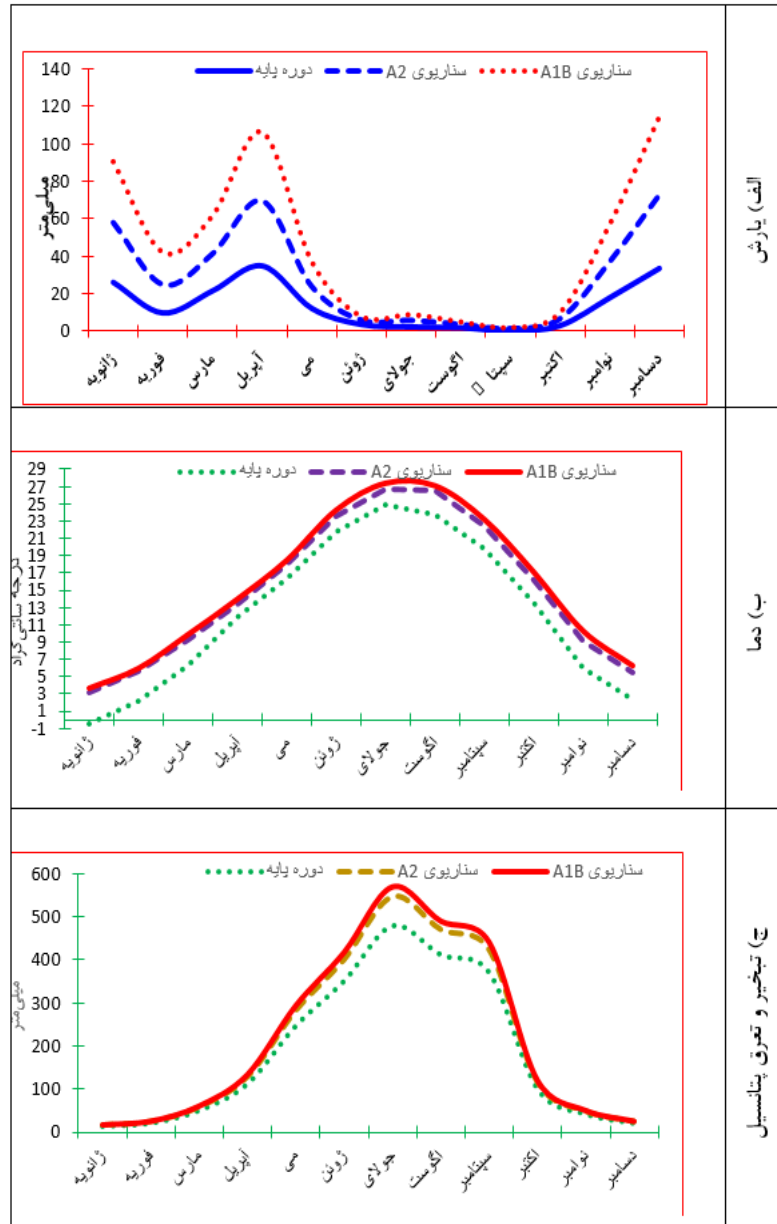 الف) بارش
دوره پایه
سناریوی A2
سناریوی A1B
میلی‌متر
140
120
100
80
60
40
20
0
ژانویه
فوریه
مارس
آپریل
می
ژوئن
جولای
اگوست
سپتا
اکتبر
نوامبر
دسامبر
ب) دما
دوره پایه
سناریوی A2
سناریوی A1B
درجه سانتی‌گراد
29
27
25
23
21
19
17
15
13
11
9
7
5
3
1
-1
ژانویه
فوریه
مارس
آپریل
می
ژوئن
جولای
اگوست
سپتامبر
اکتبر
نوامبر
دسامبر
ج) تبخیر و تعرق پتانسیل
دوره پایه
سناریوی A2
سناریوی A1B
میلی‌متر
600
500
400
300
200
100
0
ژانویه
فوریه
مارس
آپریل
می
ژوئن
جولای
اگوست
سپتامبر
اکتبر
نوامبر
دسامبر